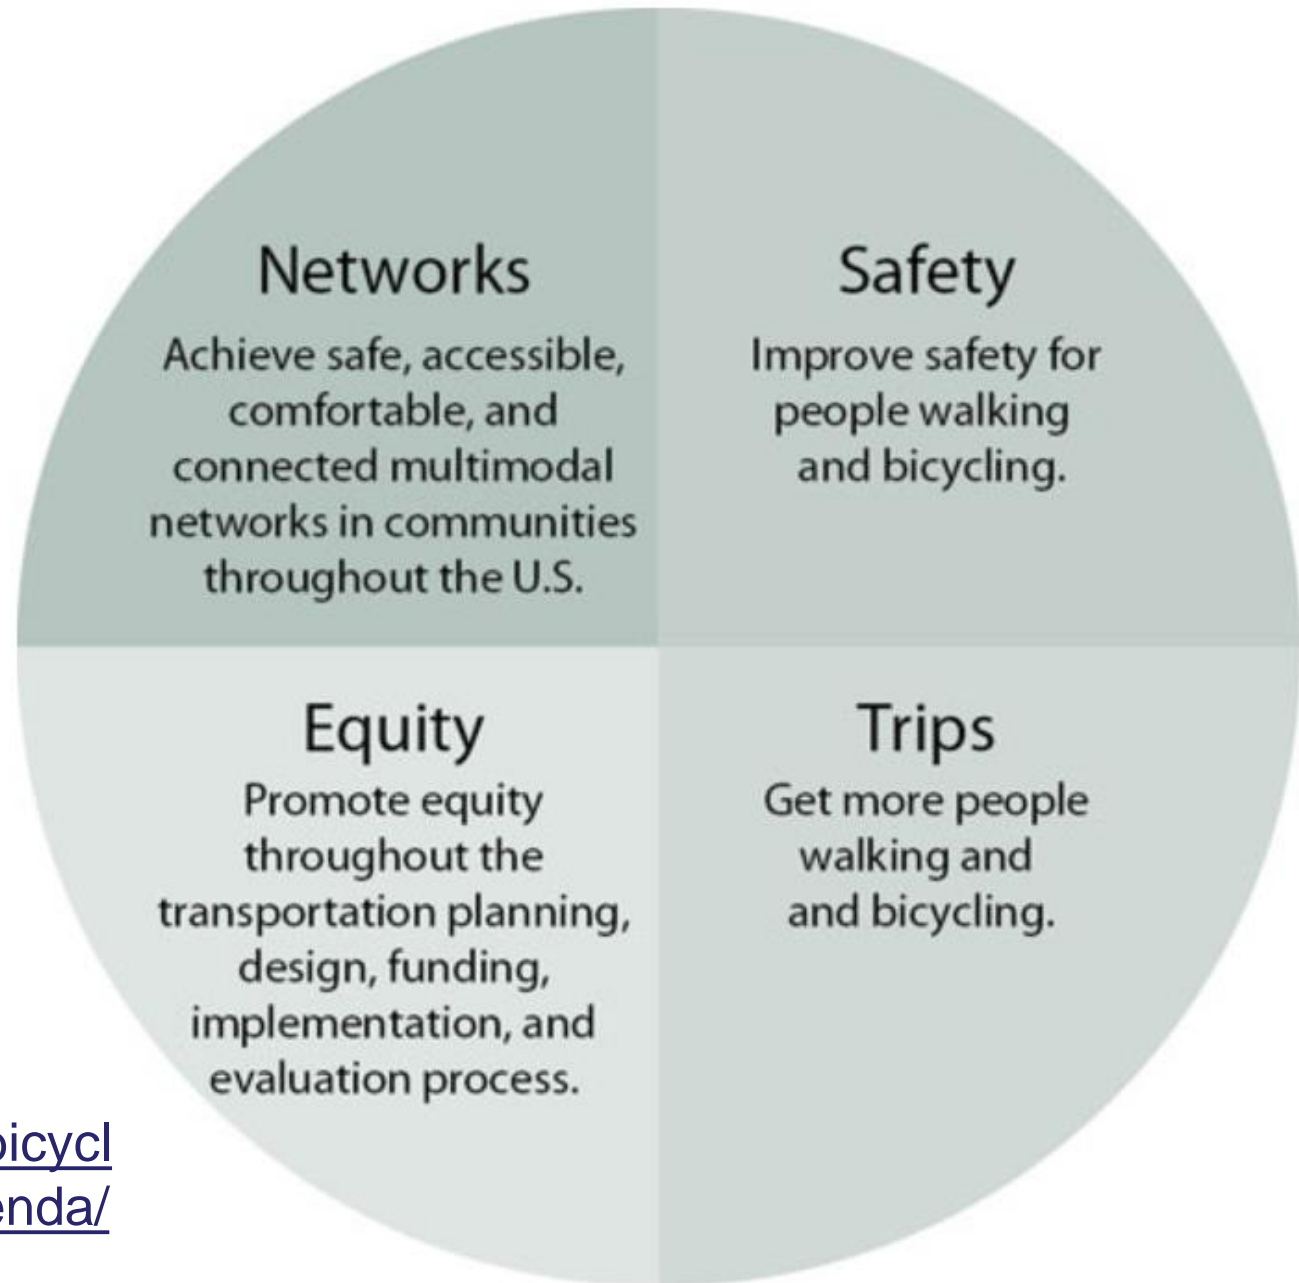 Networks
Achieve safe, accessible,
comfortable, and
connected multimodal
networks in communities
throughout the U.S.
Safety
Improve safety for
people walking
and bicycling.
Equity
Promote equity
throughout the
transportation planning,
design, funding,
implementation, and
evaluation process.
Trips
Get more people
walking and
and bicycling.
bicycl
enda/